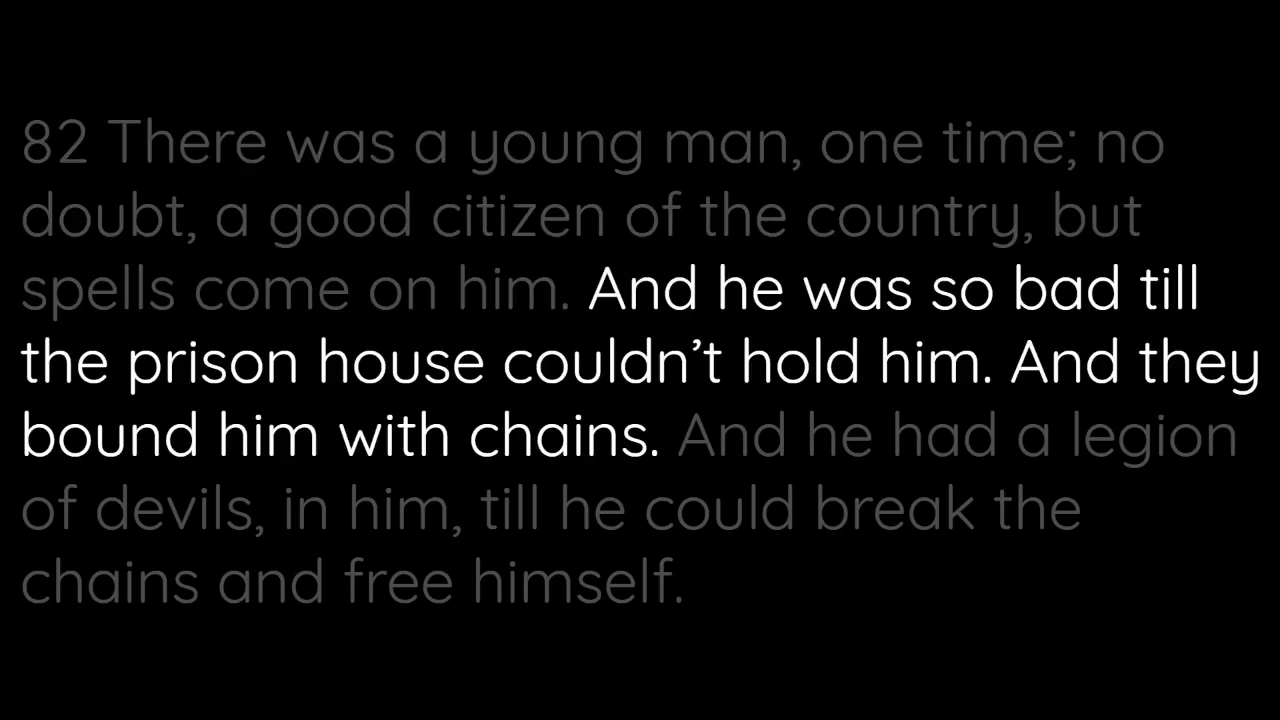 82 There was a young man, one time; no
doubt, a good citizen of the country, but
spells come on him. And he was so bad till
the prison house couldn’t hold him. And they
bound him with chains. And he had a legion
of devils, in him, till he could break the
chains and free himself.